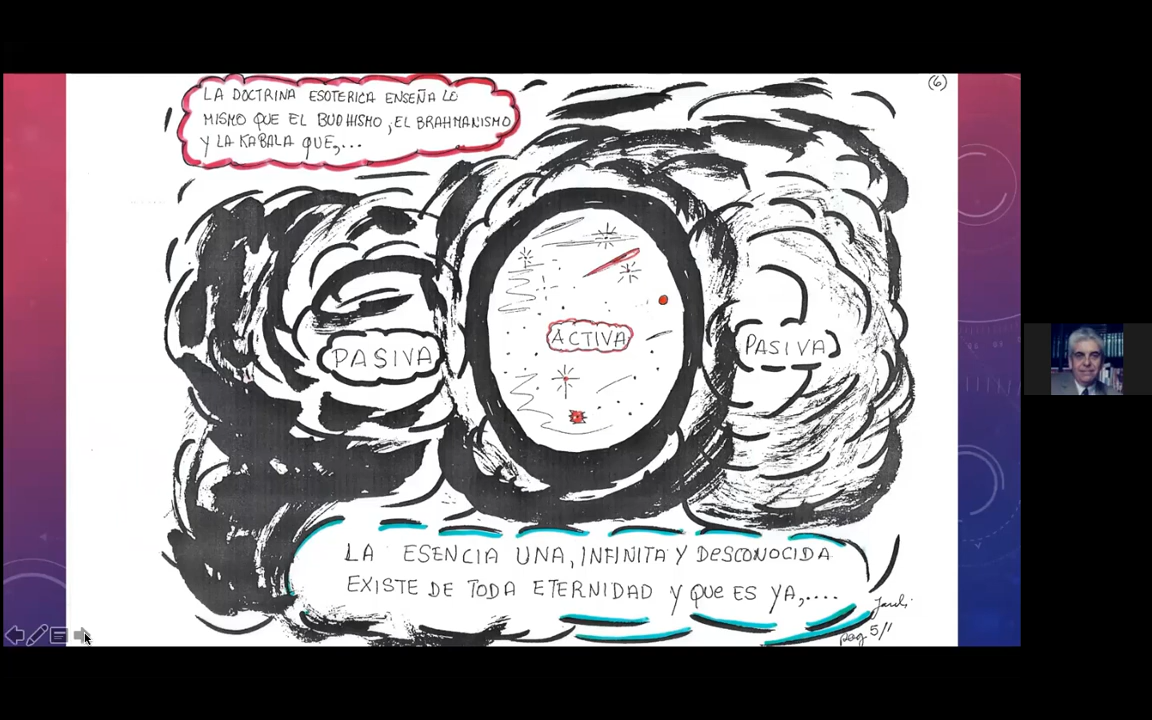 (6)
LA DOCTRINA ESOTERICA ENSEÑA LO
MISMO QUE EL BUDHISMO, EL BRAHMANISMO
Y LA KABALA QUE,...
PASIVA
ACTIVA
PASIVA
LA ESENCIA UNA, INFINITA Y DESCONOCIDA
EXISTE DE TODA ETERNIDAD Y QUE ES YA,....
pag 5/1